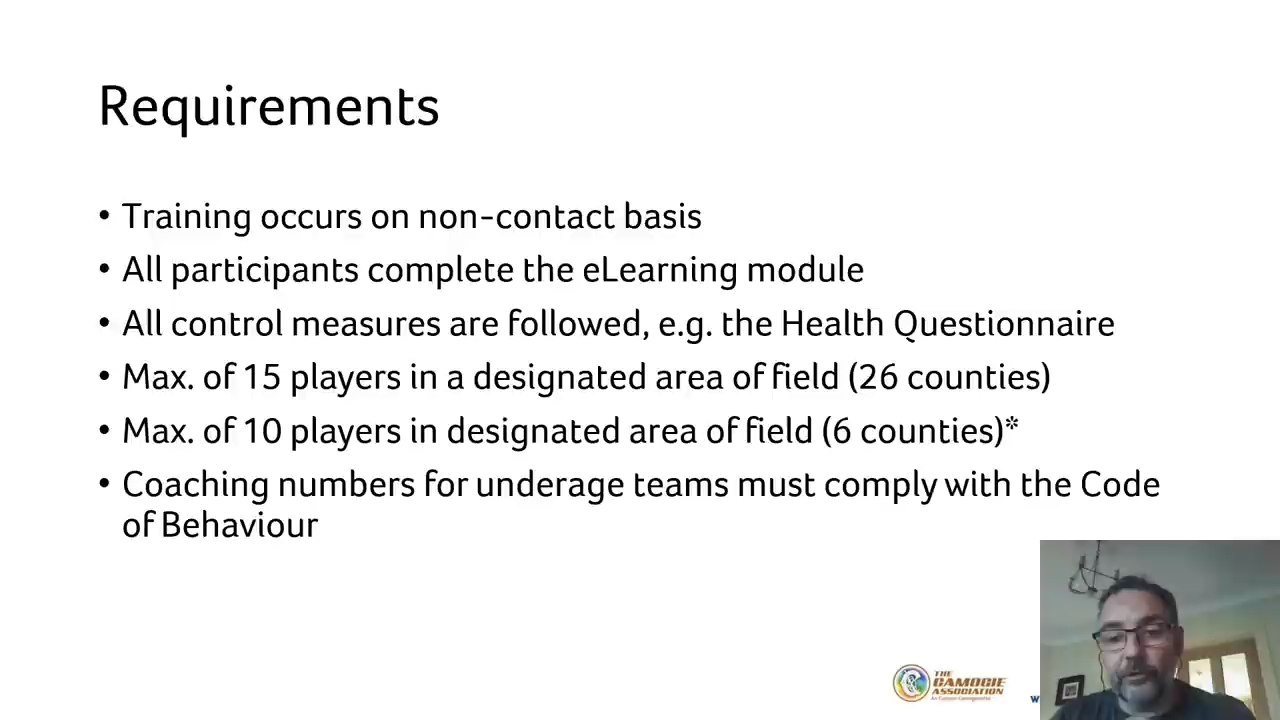 Requirements
• Training occurs on non-contact basis
• All participants complete the eLearning module
• All control measures are followed, e.g. the Health Questionnaire
• Max. of 15 players in a designated area of field (26 counties)
• Max. of 10 players in designated area of field (6 counties)*
• Coaching numbers for underage teams must comply with the Code
of Behaviour
THE
CAMOGIE
ASSOCIATION
w